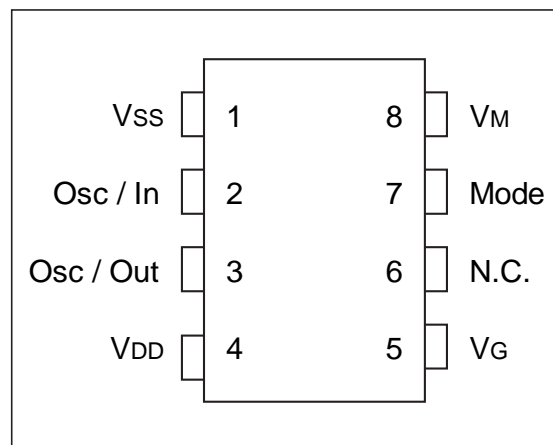 VSS 1 8 VM
Osc / In 2 7 Mode
Osc / Out 3 6 N.C.
VDD 4 5 VG